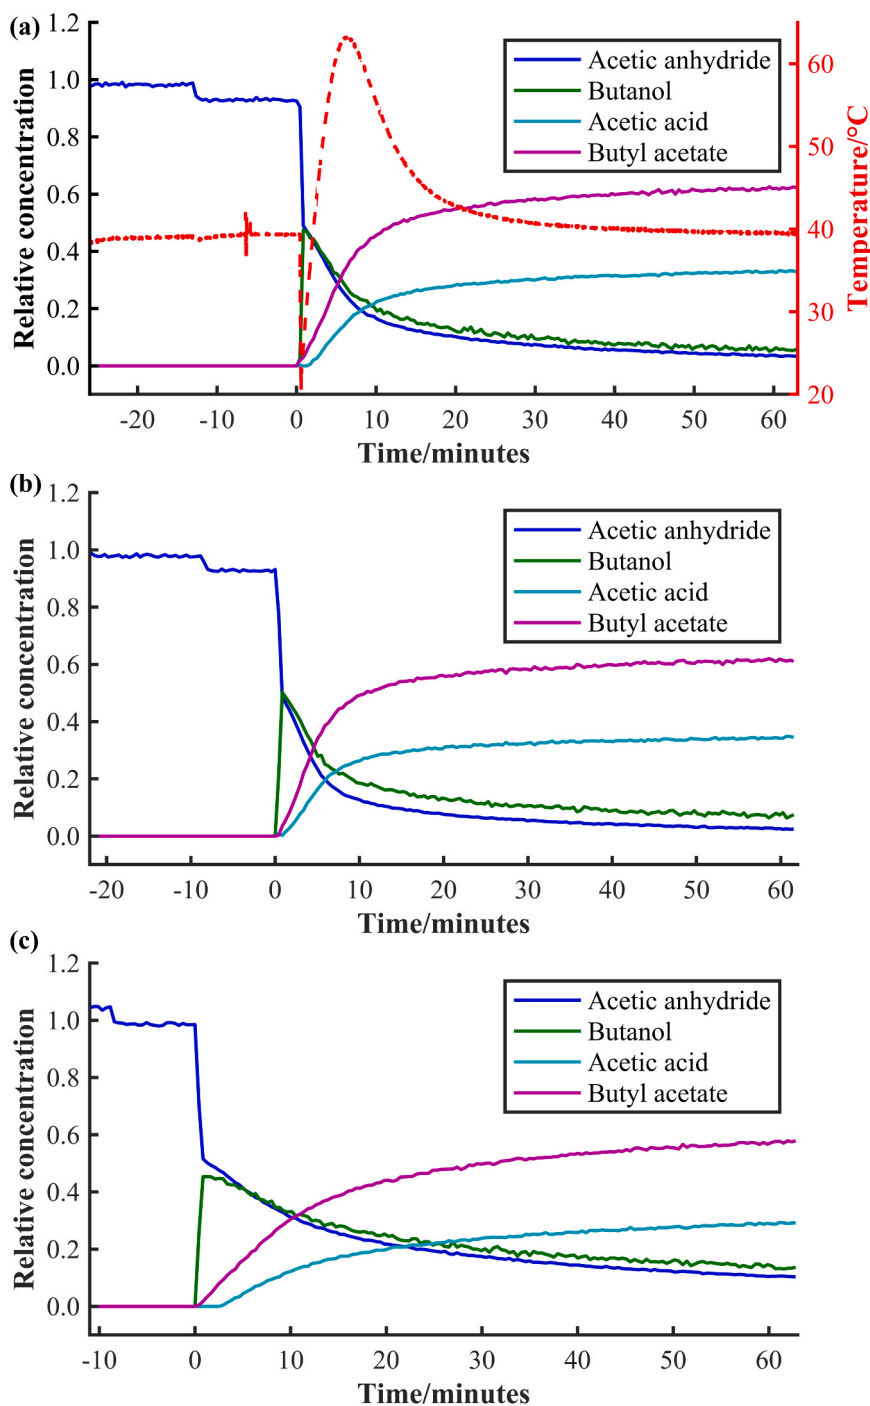 (a)
1.2
1.0
0.8
0.6
0.4
0.2
0.0
Relative concentration
Acetic anhydride
Butanol
Acetic acid
Butyl acetate
60
50
40
30
20
Temperature/°C
-20 -10 0 10 20 30 40 50 60
Time/minutes
(b)
1.2
1.0
0.8
0.6
0.4
0.2
0.0
Relative concentration
Acetic anhydride
Butanol
Acetic acid
Butyl acetate
-20 -10 0 10 20 30 40 50 60
Time/minutes
(c)
1.2
1.0
0.8
0.6
0.4
0.2
0.0
Relative concentration
Acetic anhydride
Butanol
Acetic acid
Butyl acetate
-10 0 10 20 30 40 50 60
Time/minutes